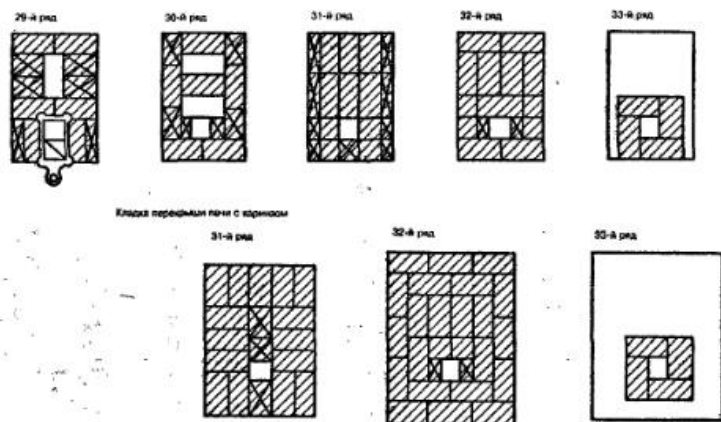 29-й ряд
30-й ряд
31-й ряд
32-й ряд
33-й ряд
Кладка перекрыши печи с карнизом
31-й ряд
32-й ряд
33-й ряд